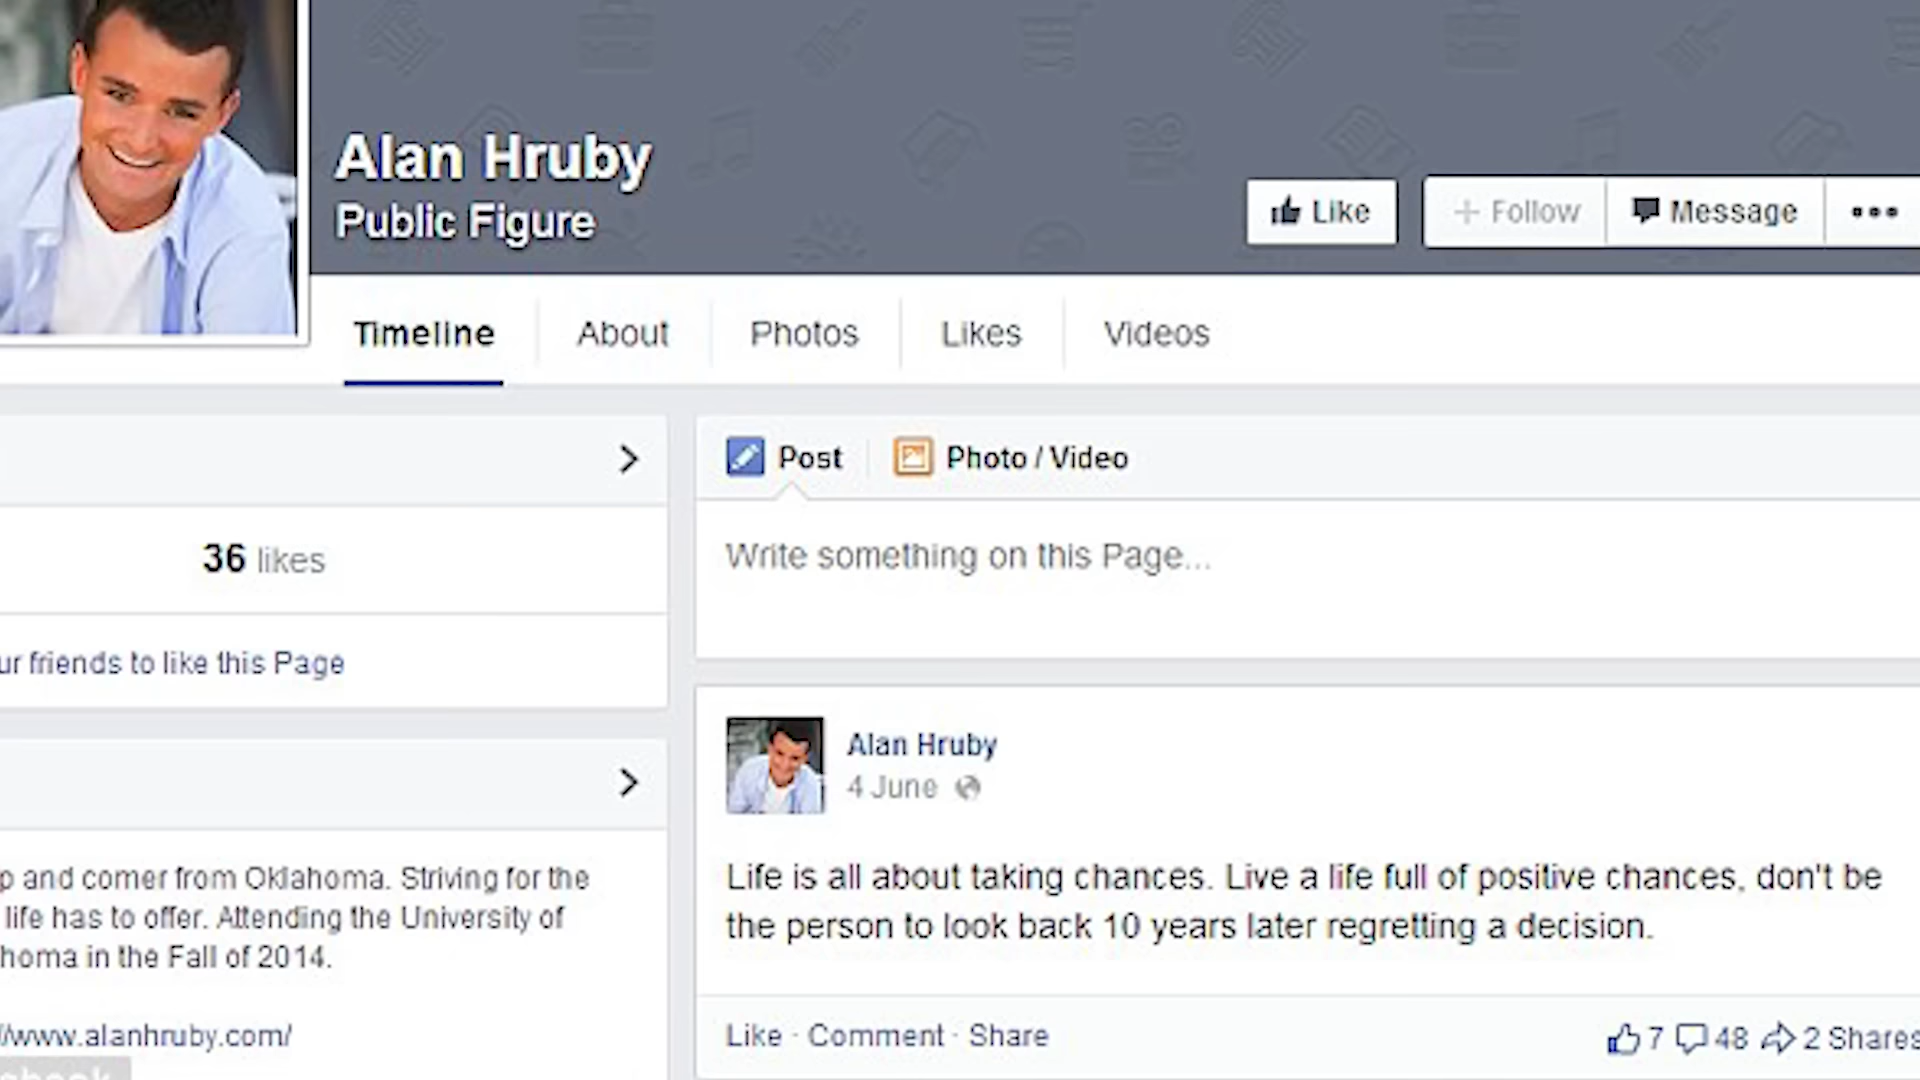 Alan Hruby
Public Figure
Like
+ Follow
Message
Timeline
About
Photos
Likes
Videos
Post
Photo / Video
36 likes
Write something on this Page...
ur friends to like this Page
Alan Hruby
4 June
p and comer from Oklahoma. Striving for the
life has to offer. Attending the University of
homa in the Fall of 2014.
//www.alanhruby.com/
Life is all about taking chances. Live a life full of positive chances, don't be
the person to look back 10 years later regretting a decision.
Like · Comment · Share
7 48 2 Shares